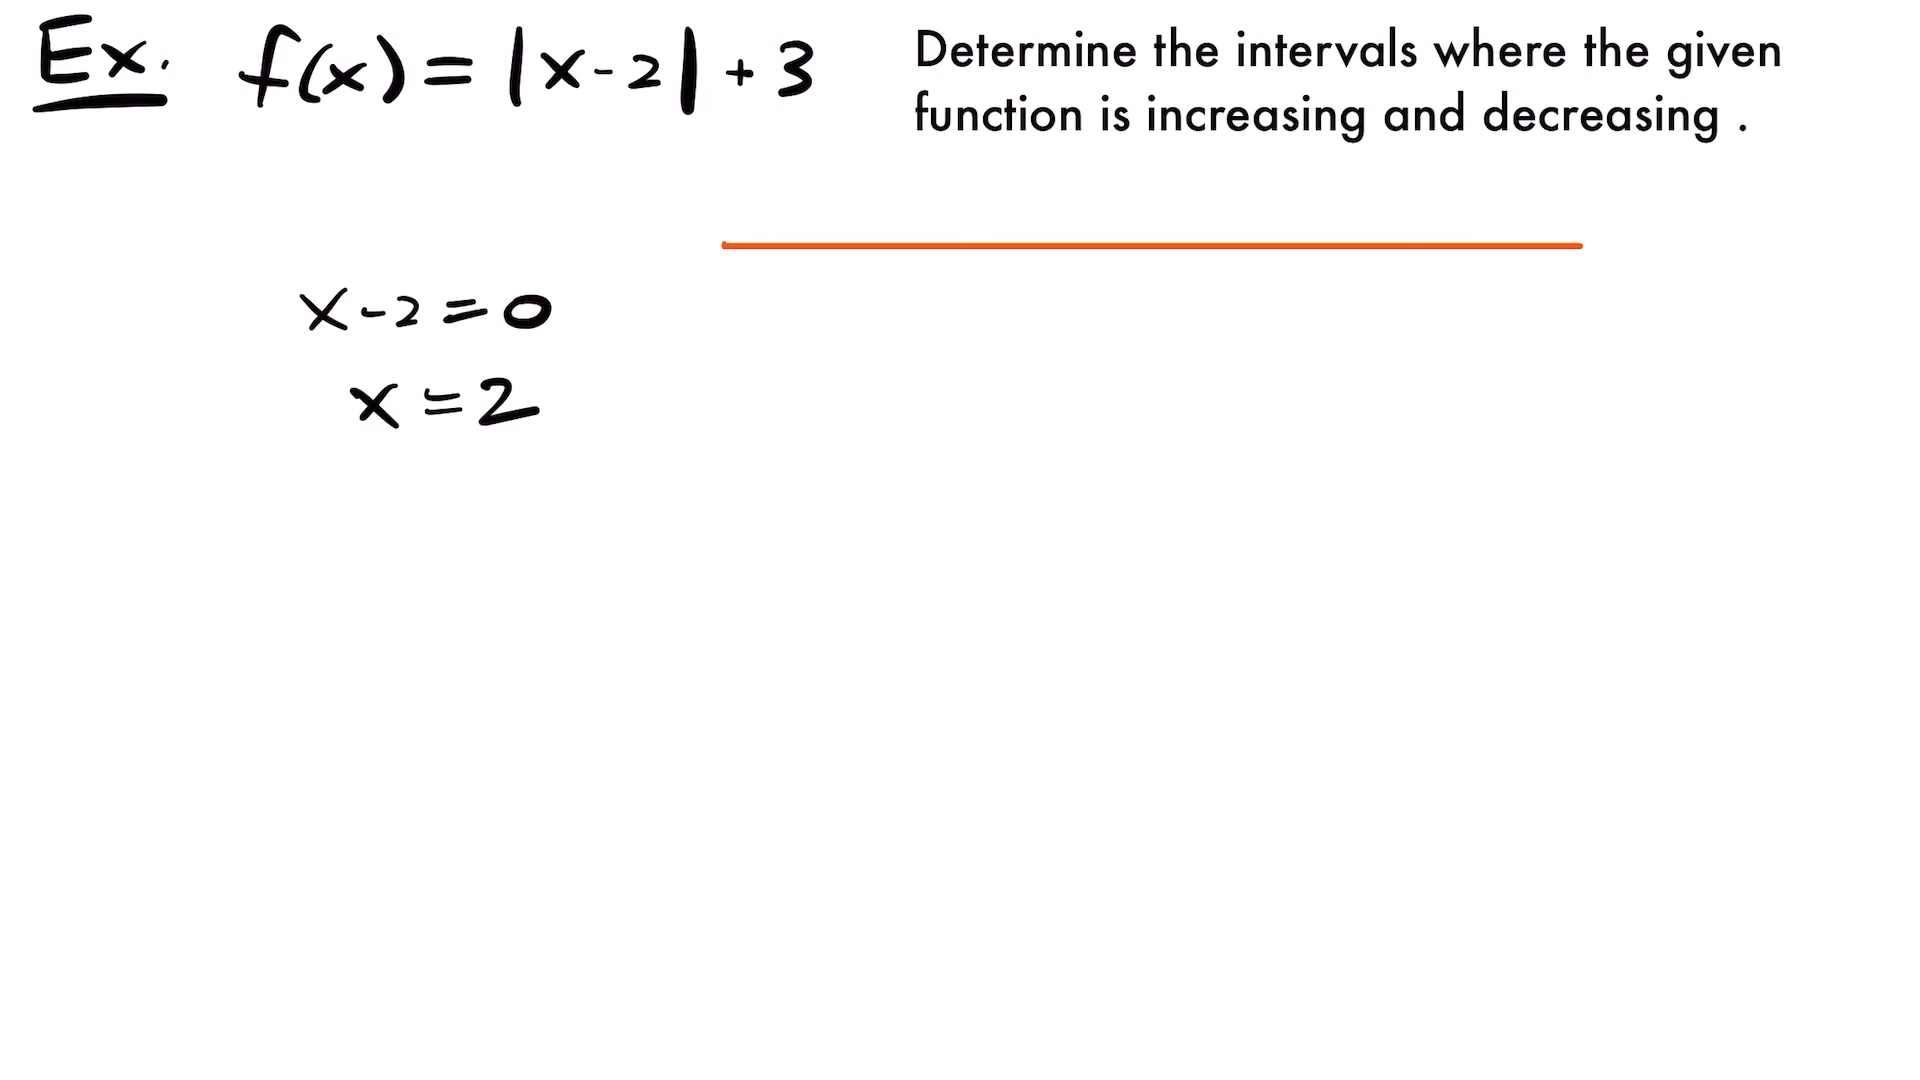 Ex. f(x) = |x-2| + 3
Determine the intervals where the given
function is increasing and decreasing .
x-2=0
x=2